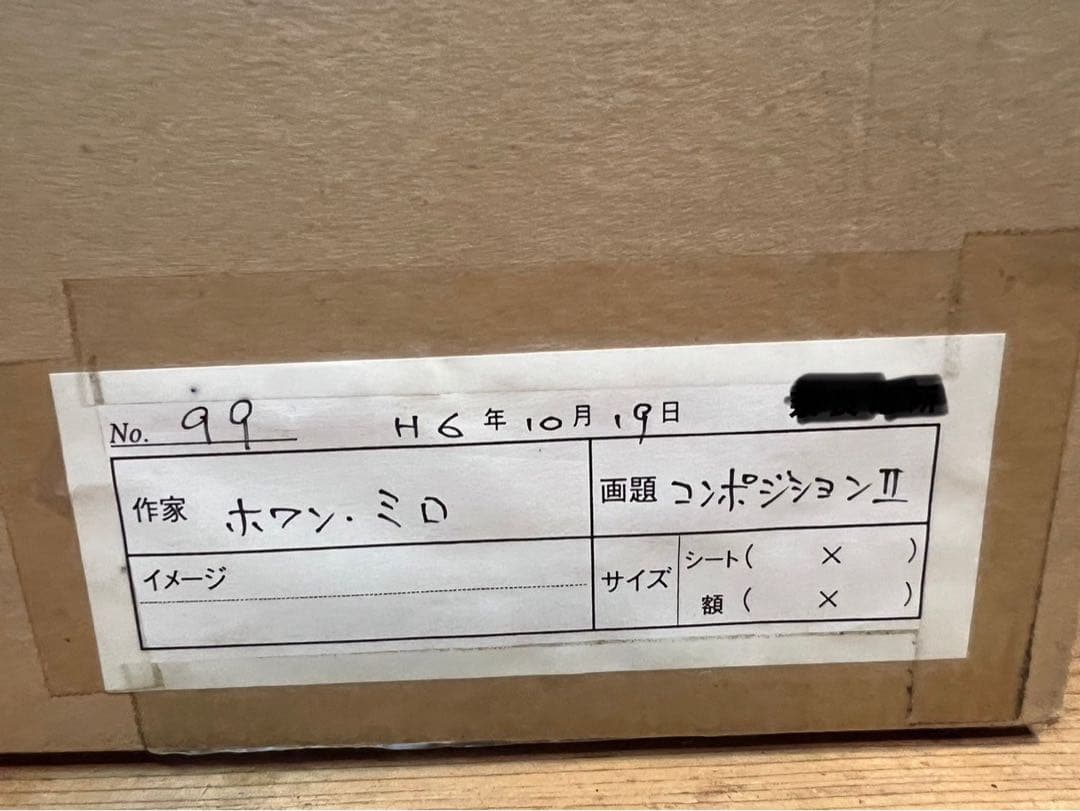 No. 99 H6年10月19日
作家 ホワン・ミロ 画題 コンポジションⅡ
イメージ サイズ シート( × )
額( × )